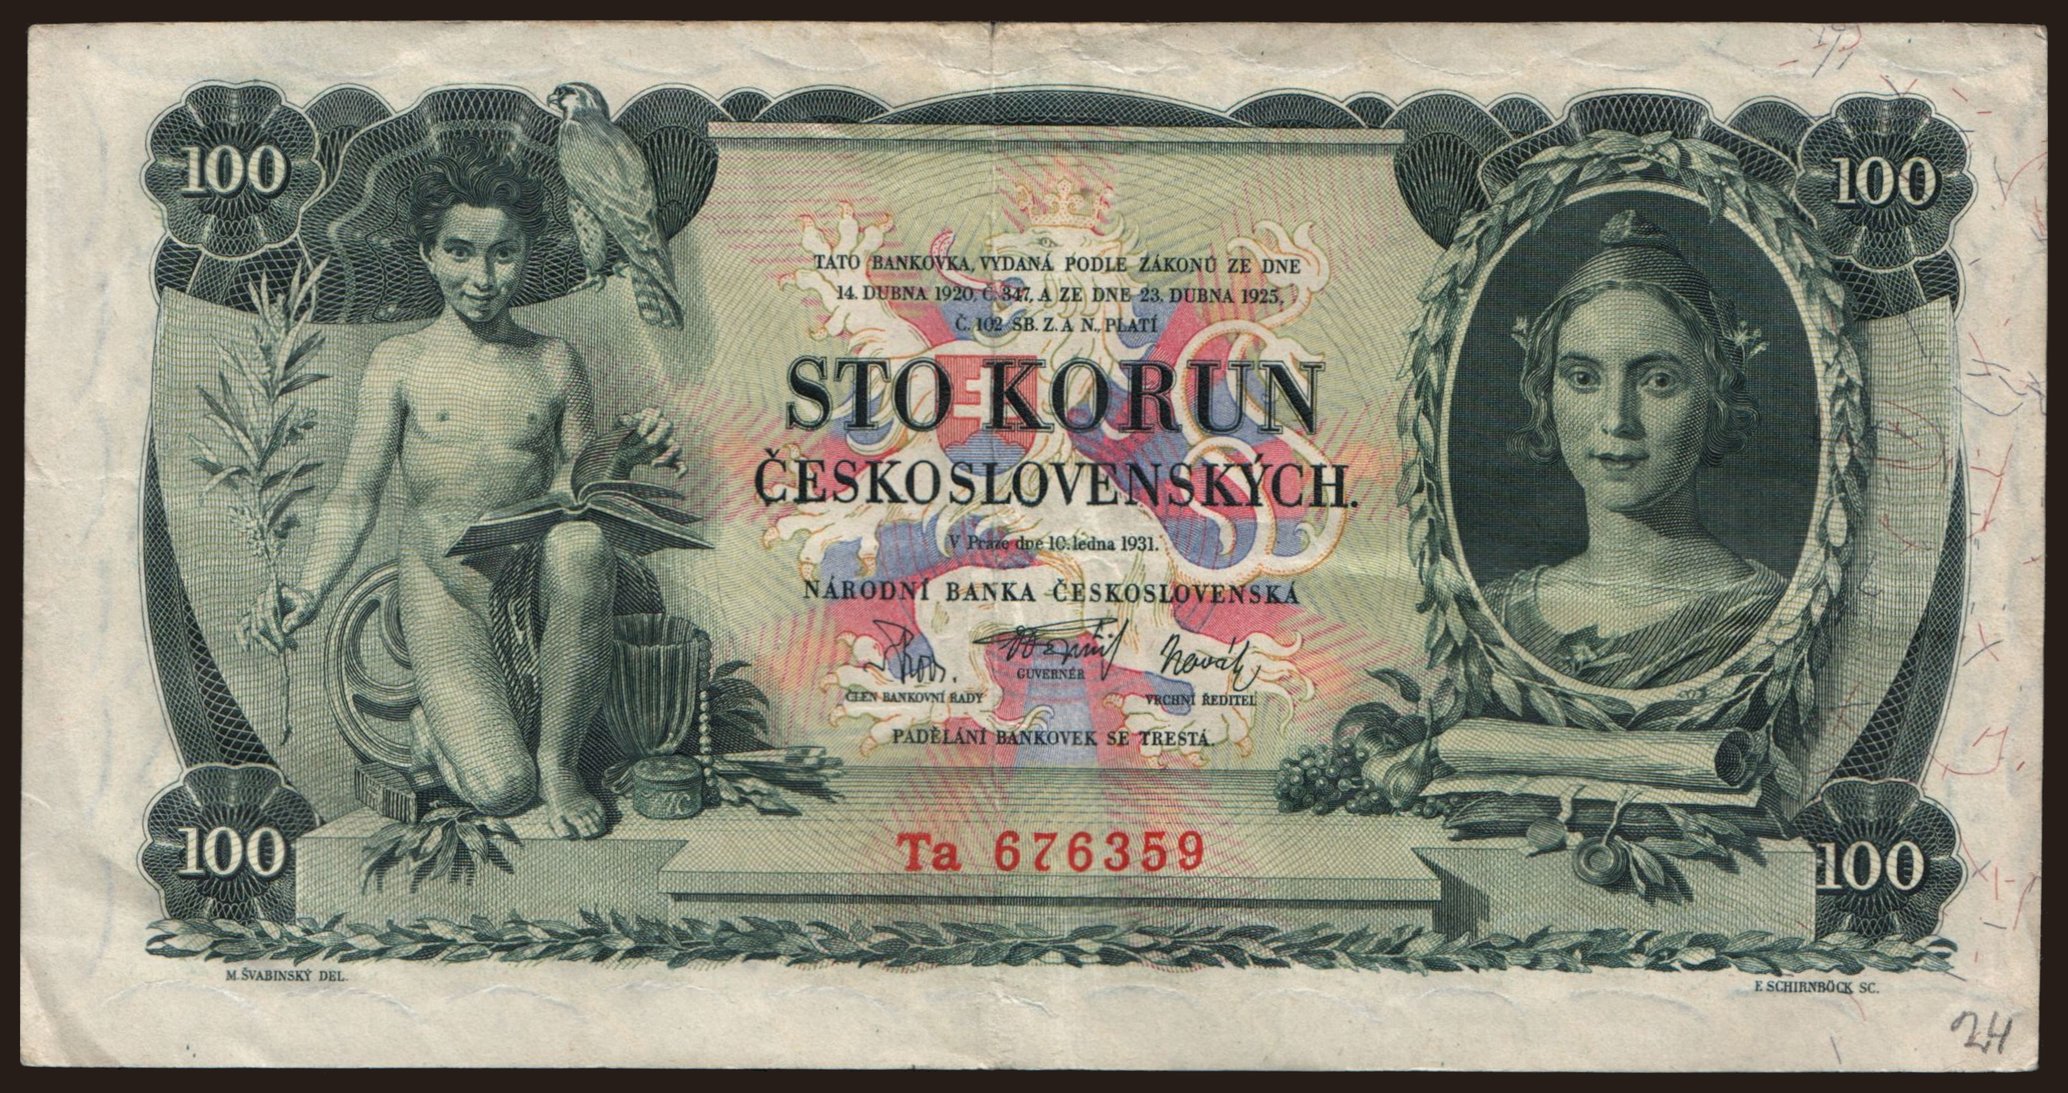 100
100
TATO BANKOVKA, VYDANÁ PODLE ZÁKONŮ ZE DNE
14. DUBNA 1920, Č. 347, A ZE DNE 23. DUBNA 1925,
Č. 102 SB. Z. A N., PLATÍ
STO KORUN
ČESKOSLOVENSKÝCH.
V Praze dne 10. ledna 1931.
NÁRODNÍ BANKA ČESKOSLOVENSKÁ
Novák
GUVERNÉR
ČLEN BANKOVNÍ RADY
VRCHNÍ ŘEDITEL
PADĚLÁNÍ BANKOVEK SE TRESTÁ.
Ta 676359
100
100
M. ŠVABINSKÝ DEL.
F. SCHIRNBÖCK SC.
24